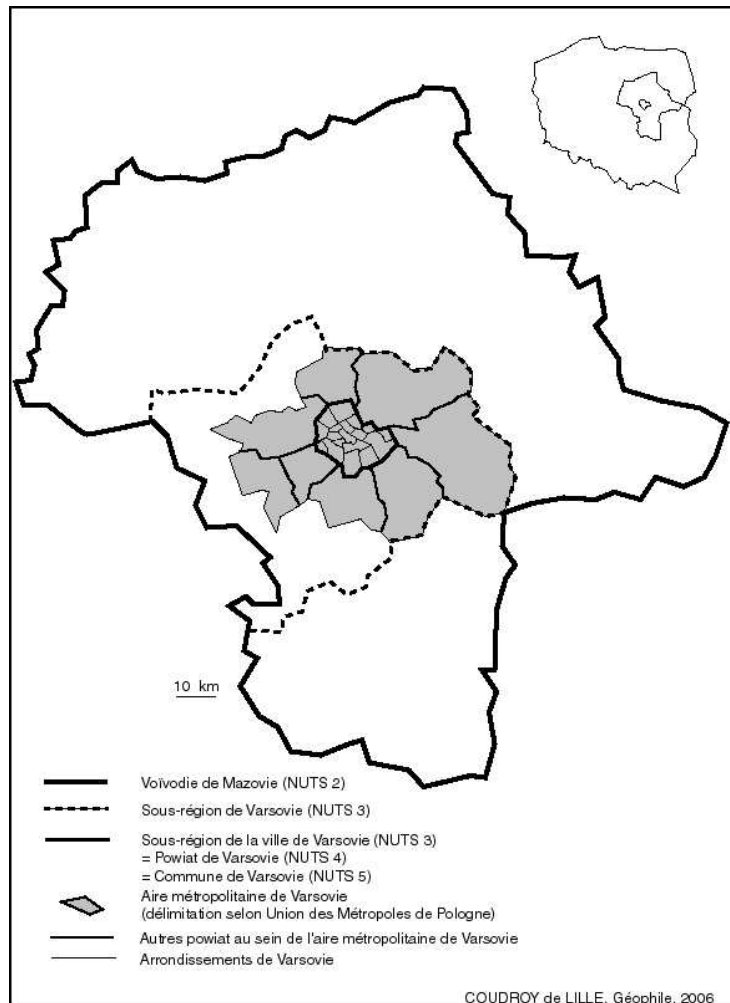 10 km
Voïvodie de Mazovie (NUTS 2)
Sous-région de Varsovie (NUTS 3)
Sous-région de la ville de Varsovie (NUTS 3)
= Powiat de Varsovie (NUTS 4)
= Commune de Varsovie (NUTS 5)
Aire métropolitaine de Varsovie
(délimitation selon Union des Métropoles de Pologne)
Autres powiat au sein de l'aire métropolitaine de Varsovie
Arrondissements de Varsovie
COUDROY de LILLE, Géophile, 2006